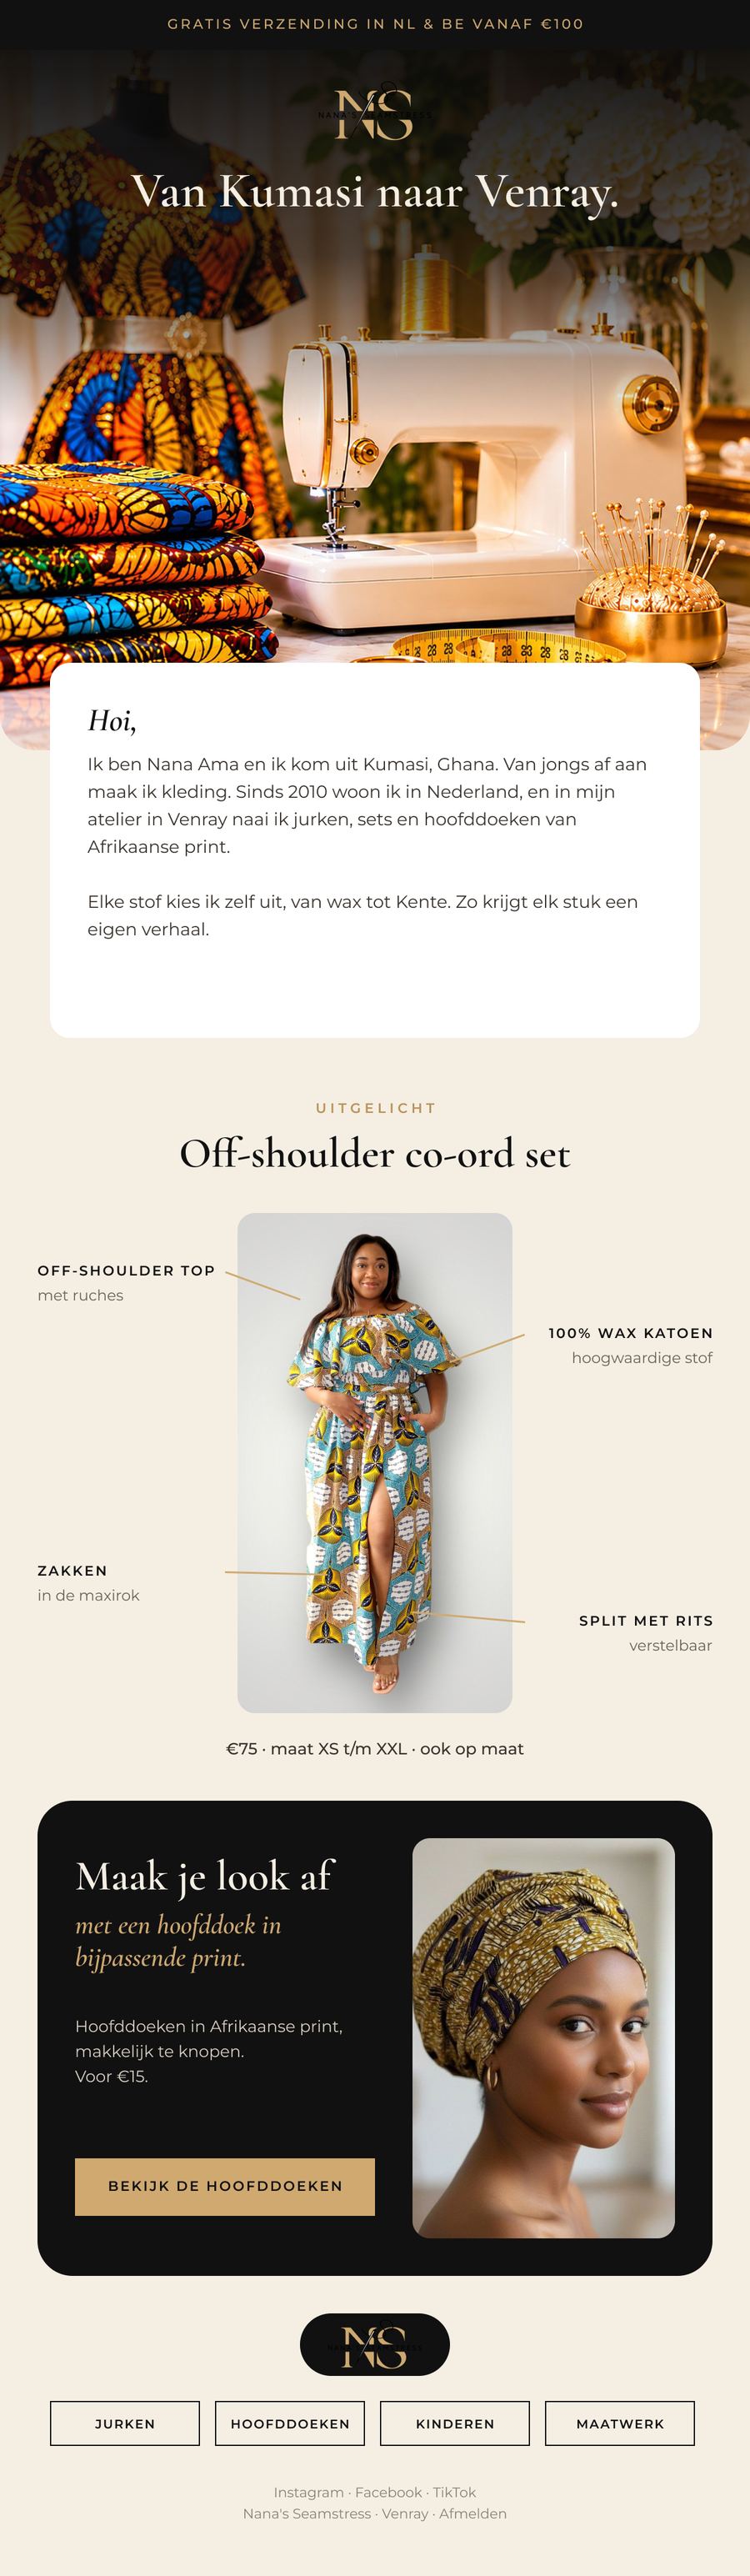 GRATIS VERZENDING IN NL & BE VANAF €100
NS
NANA'S SEAMSTRESS
Van Kumasi naar Venray.
28 28 28 28
Hoi,
Ik ben Nana Ama en ik kom uit Kumasi, Ghana. Van jongs af aan
maak ik kleding. Sinds 2010 woon ik in Nederland, en in mijn
atelier in Venray naai ik jurken, sets en hoofddoeken van
Afrikaanse print.
Elke stof kies ik zelf uit, van wax tot Kente. Zo krijgt elk stuk een
eigen verhaal.
UITGELICHT
Off-shoulder co-ord set
OFF-SHOULDER TOP
met ruches
100% WAX KATOEN
hoogwaardige stof
ZAKKEN
in de maxirok
SPLIT MET RITS
verstelbaar
€75 · maat XS t/m XXL · ook op maat
Maak je look af
met een hoofddoek in
bijpassende print.
Hoofddoeken in Afrikaanse print,
makkelijk te knopen.
Voor €15.
BEKIJK DE HOOFDDOEKEN
NS
JURKEN
HOOFDDOEKEN
KINDEREN
MAATWERK
Instagram · Facebook · TikTok
Nana's Seamstress · Venray · Afmelden